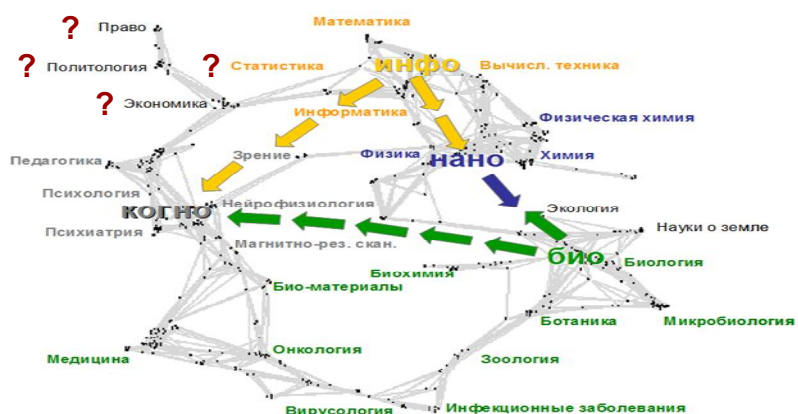 Математика
? Право
? Политология
? Статистика
инфо
Вычисл. техника
? Экономика
Информатика
Физическая химия
Педагогика
Зрение
Физика
нано
Химия
Психология
Нейрофизиология
когно
Экология
Психиатрия
Магнитно-рез. скан.
Науки о земле
био
Биология
Биохимия
Био-материалы
Ботаника
Микробиология
Медицина
Онкология
Зоология
Вирусология
Инфекционные заболевания